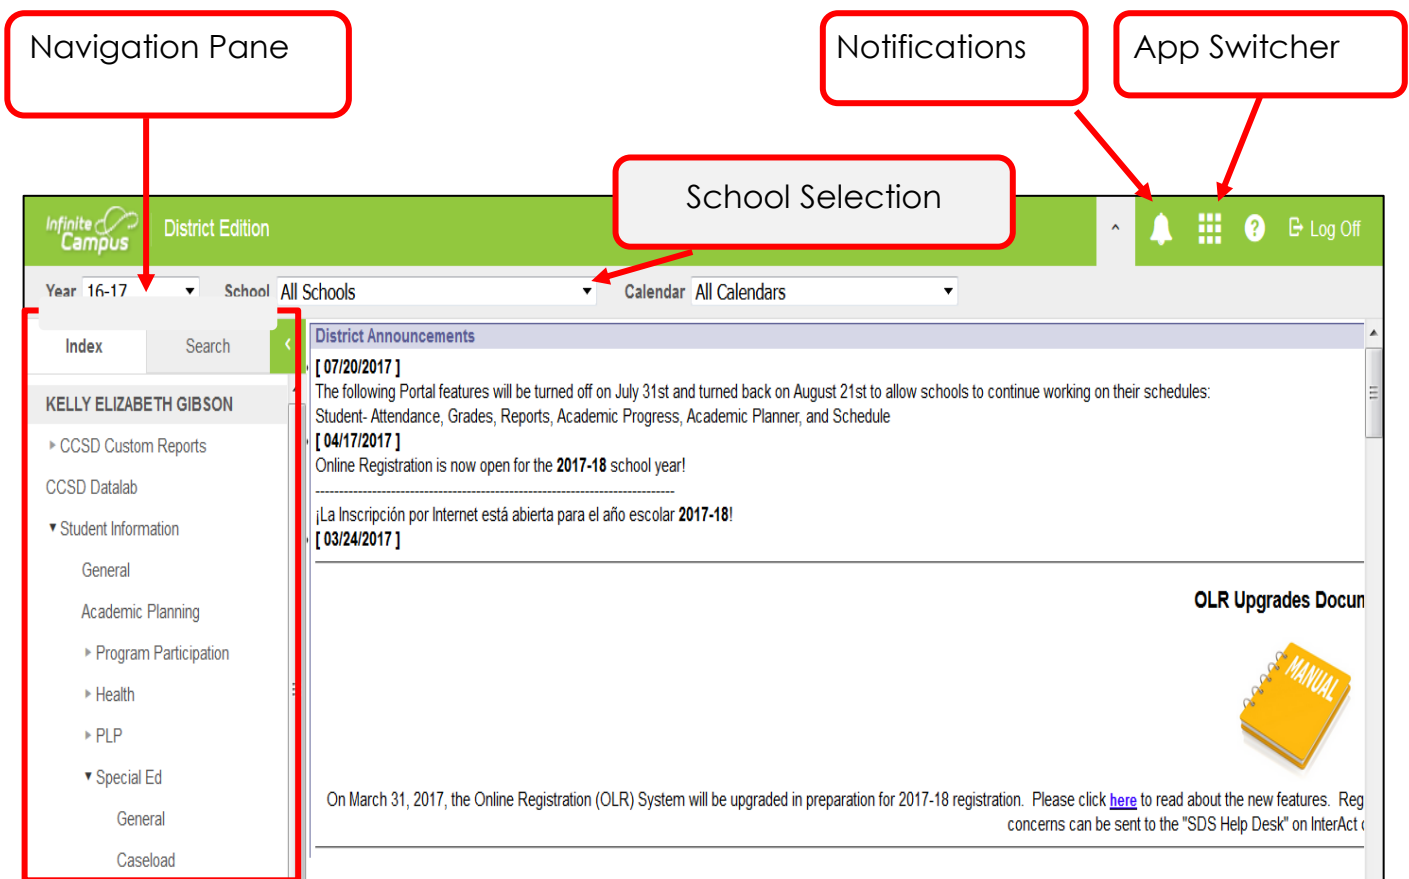 Navigation Pane
Notifications
App Switcher
School Selection
Infinite
Campus
District Edition
^
?
Log Off
Year 16-17
School All Schools
Calendar All Calendars
Index
Search
<
KELLY ELIZABETH GIBSON
CCSD Custom Reports
CCSD Datalab
Student Information
General
Academic Planning
Program Participation
Health
PLP
Special Ed
General
Caseload
District Announcements
[ 07/20/2017 ]
The following Portal features will be turned off on July 31st and turned back on August 21st to allow schools to continue working on their schedules:
Student- Attendance, Grades, Reports, Academic Progress, Academic Planner, and Schedule
[ 04/17/2017 ]
Online Registration is now open for the 2017-18 school year!
------------------------------------------------------------------------------
¡La Inscripción por Internet está abierta para el año escolar 2017-18!
[ 03/24/2017 ]
OLR Upgrades Docum
MANUAL
On March 31, 2017, the Online Registration (OLR) System will be upgraded in preparation for 2017-18 registration. Please click here to read about the new features. Reg
concerns can be sent to the "SDS Help Desk" on InterAct